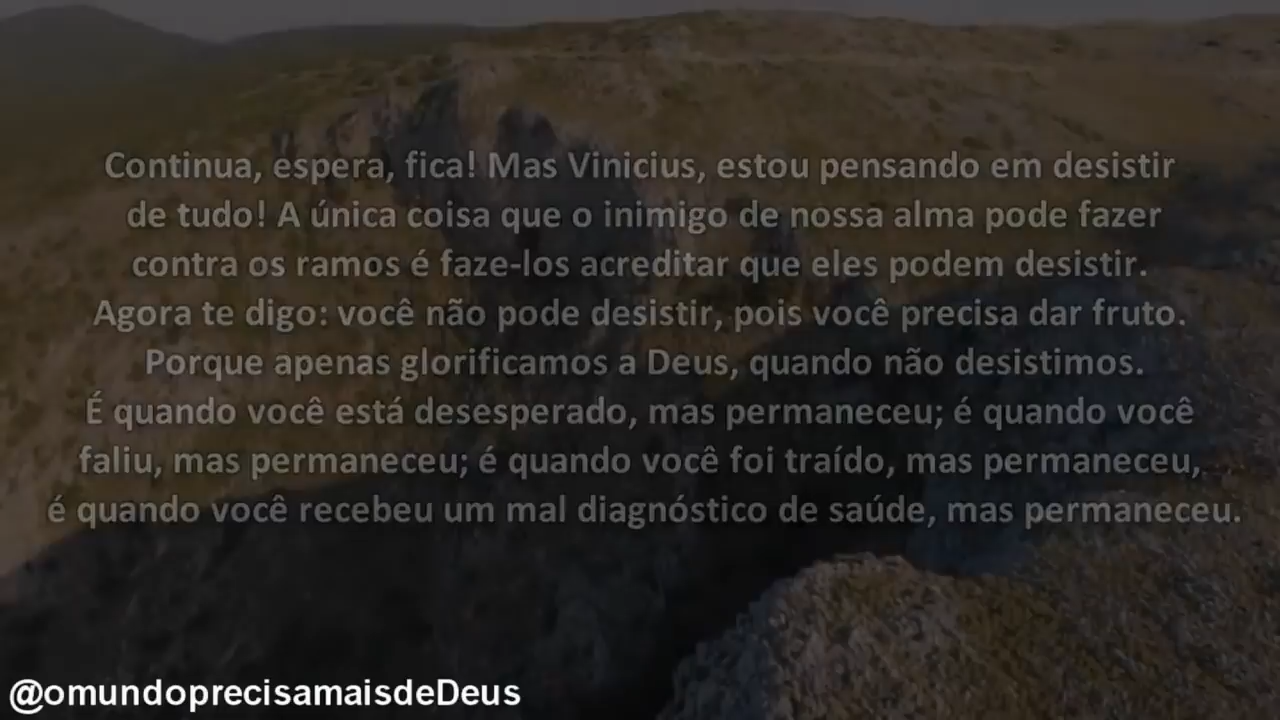 Continua, espera, fica! Mas Vinicius, estou pensando em desistir
de tudo! A única coisa que o inimigo de nossa alma pode fazer
contra os ramos é faze-los acreditar que eles podem desistir.
Agora te digo: você não pode desistir, pois você precisa dar fruto.
Porque apenas glorificamos a Deus, quando não desistimos.
É quando você está desesperado, mas permaneceu; é quando você
faliu, mas permaneceu; é quando você foi traído, mas permaneceu,
é quando você recebeu um mal diagnóstico de saúde, mas permaneceu.
@omundoprecisamaisdeDeus